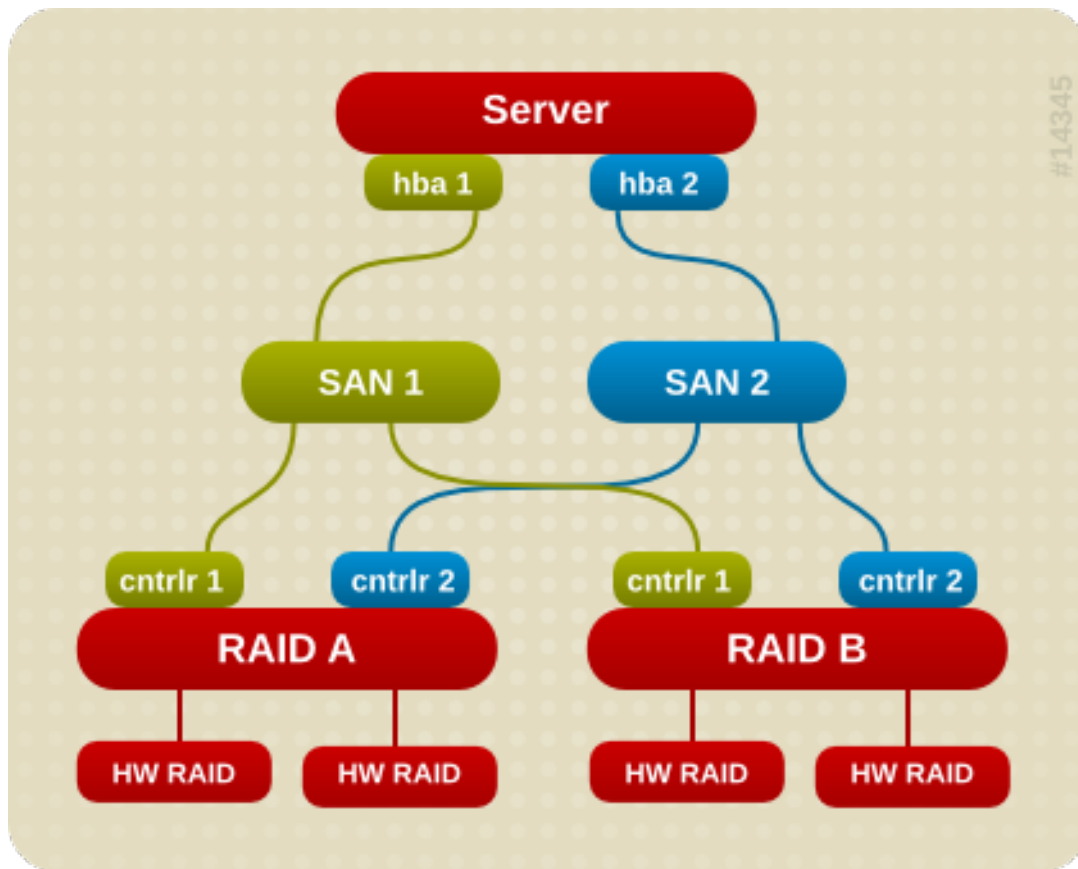 Server
#14345
hba 1
hba 2
SAN 1
SAN 2
cntrlr 1
cntrlr 2
cntrlr 1
cntrlr 2
RAID A
RAID B
HW RAID
HW RAID
HW RAID
HW RAID